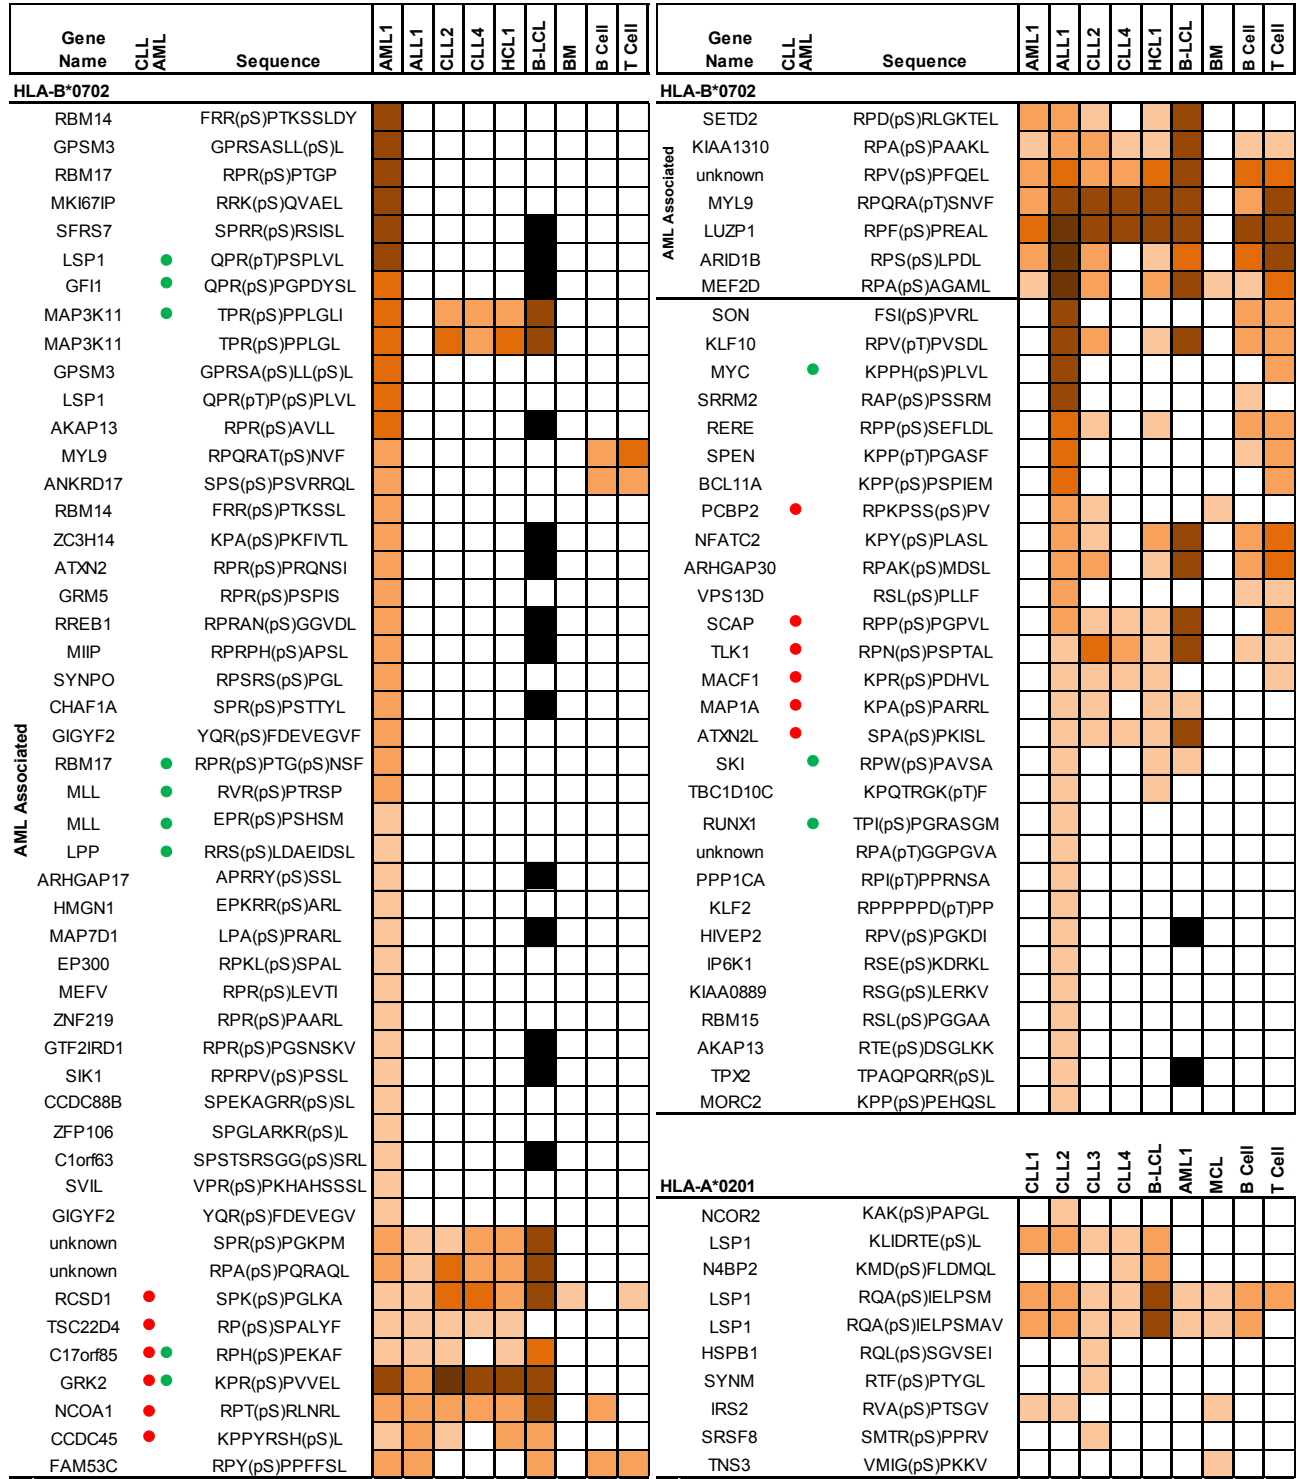 Gene Name CLL AML Sequence AML1 ALL1 CLL2 CLL4 HCL1 B-LCL BM B Cell T Cell
HLA-B*0702
AML Associated
RBM14 FRR(pS)PTKSSLDY
GPSM3 GPRSASLL(pS)L
RBM17 RPR(pS)PTGP
MKI67IP RRK(pS)QVAEL
SFRS7 SPRR(pS)RSISL
LSP1 QPR(pT)PSPLVL
GFI1 QPR(pS)PGPDYSL
MAP3K11 TPR(pS)PPLGLI
MAP3K11 TPR(pS)PPLGL
GPSM3 GPRSA(pS)LL(pS)L
LSP1 QPR(pT)P(pS)PLVL
AKAP13 RPR(pS)AVLL
MYL9 RPQRAT(pS)NVF
ANKRD17 SPS(pS)PSVRRQL
RBM14 FRR(pS)PTKSSL
ZC3H14 KPA(pS)PKFIVTL
ATXN2 RPR(pS)PRQNSI
GRM5 RPR(pS)PSPIS
RREB1 RPRAN(pS)GGVDL
MIIP RPRPH(pS)APSL
SYNPO RPSRS(pS)PGL
CHAF1A SPR(pS)PSTTYL
GIGYF2 YQR(pS)FDEVEGVF
RBM17 RPR(pS)PTG(pS)NSF
MLL RVR(pS)PTRSP
MLL EPR(pS)PSHSM
LPP RRS(pS)LDAEIDSL
ARHGAP17 APRRY(pS)SSL
HMGN1 EPKRR(pS)ARL
MAP7D1 LPA(pS)PRARL
EP300 RPKL(pS)SPAL
MEFV RPR(pS)LEVTI
ZNF219 RPR(pS)PAARL
GTF2IRD1 RPR(pS)PGSNSKV
SIK1 RPRPV(pS)PSSL
CCDC88B SPEKAGRR(pS)SL
ZFP106 SPGLARKR(pS)L
C1orf63 SPSTSRSGG(pS)SRL
SVIL VPR(pS)PKHAHSSSL
GIGYF2 YQR(pS)FDEVEGV
unknown SPR(pS)PGKPM
unknown RPA(pS)PQRAQL
RCSD1 SPK(pS)PGLKA
TSC22D4 RP(pS)SPALYF
C17orf85 RPH(pS)PEKAF
GRK2 KPR(pS)PVVEL
NCOA1 RPT(pS)RLNRL
CCDC45 KPPYRSH(pS)L
FAM53C RPY(pS)PPFFSL
Gene Name CLL AML Sequence AML1 ALL1 CLL2 CLL4 HCL1 B-LCL BM B Cell T Cell
HLA-B*0702
AML Associated
SETD2 RPD(pS)RLGKTEL
KIAA1310 RPA(pS)PAAKL
unknown RPV(pS)PFQEL
MYL9 RPQRA(pT)SNVF
LUZP1 RPF(pS)PREAL
ARID1B RPS(pS)LPDL
MEF2D RPA(pS)AGAML
SON FSI(pS)PVRL
KLF10 RPV(pT)PVSDL
MYC KPPH(pS)PLVL
SRRM2 RAP(pS)PSSRM
RERE RPP(pS)SEFLDL
SPEN KPP(pT)PGASF
BCL11A KPP(pS)PSPIEM
PCBP2 RPKPSS(pS)PV
NFATC2 KPY(pS)PLASL
ARHGAP30 RPAK(pS)MDSL
VPS13D RSL(pS)PLLF
SCAP RPP(pS)PGPVL
TLK1 RPN(pS)PSPTAL
MACF1 KPR(pS)PDHVL
MAP1A KPA(pS)PARRL
ATXN2L SPA(pS)PKISL
SKI RPW(pS)PAVSA
TBC1D10C KPQTRGK(pT)F
RUNX1 TPI(pS)PGRASGM
unknown RPA(pT)GGPGVA
PPP1CA RPI(pT)PPRNSA
KLF2 RPPPPPD(pT)PP
HIVEP2 RPV(pS)PGKDI
IP6K1 RSE(pS)KDRKL
KIAA0889 RSG(pS)LERKV
RBM15 RSL(pS)PGGAA
AKAP13 RTE(pS)DSGLKK
TPX2 TPAQPQRR(pS)L
MORC2 KPP(pS)PEHQSL
HLA-A*0201 CLL1 CLL2 CLL3 CLL4 B-LCL AML1 MCL B Cell T Cell
NCOR2 KAK(pS)PAPGL
LSP1 KLIDRTE(pS)L
N4BP2 KMD(pS)FLDMQL
LSP1 RQA(pS)IELPSM
LSP1 RQA(pS)IELPSMAV
HSPB1 RQL(pS)SGVSEI
SYNM RTF(pS)PTYGL
IRS2 RVA(pS)PTSGV
SRSF8 SMTR(pS)PPRV
TNS3 VMIG(pS)PKKV